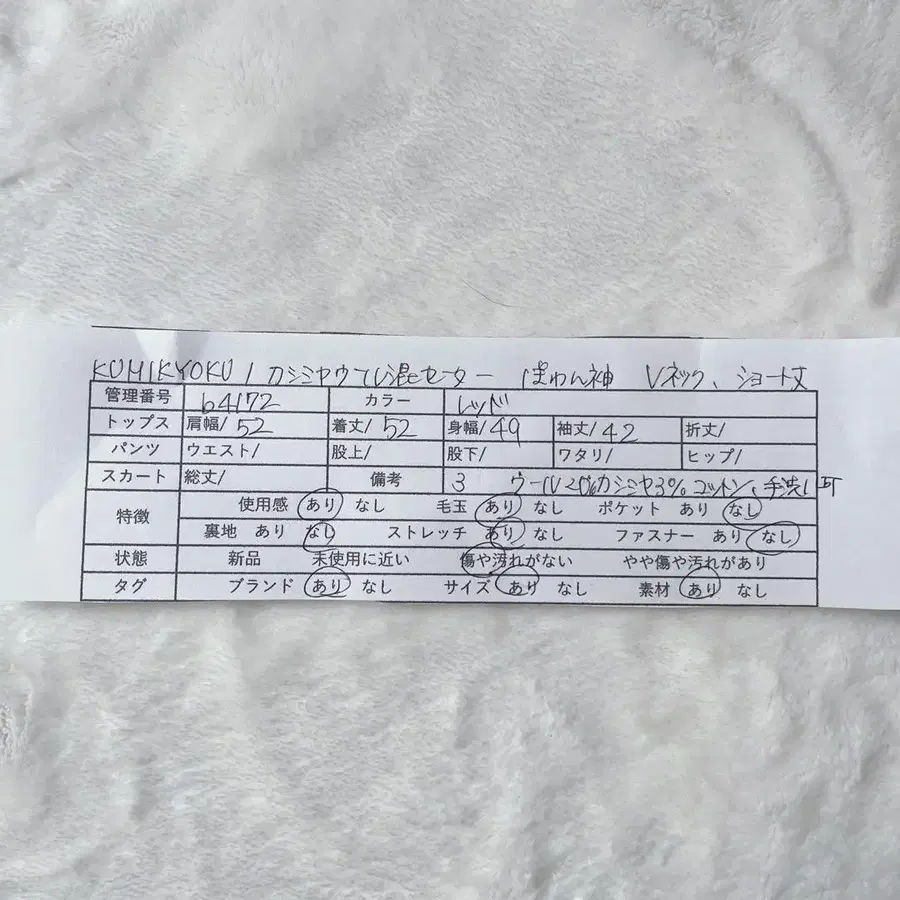 KUMIKYOKU / カシミヤウール混セーター ぽわん袖 Vネック、ショート丈
管理番号 b4172 カラー レッド
トップス 肩幅/52 着丈/52 身幅/49 袖丈/42 折丈/
パンツ ウエスト/ 股上/ 股下/ ワタリ/ ヒップ/
スカート 総丈/ 備考 3 ウール20%カシミヤ3%コットン、手洗い可
特徴 使用感 あり なし 毛玉 あり なし ポケット あり なし
裏地 あり なし ストレッチ あり なし ファスナー あり なし
状態 新品 未使用に近い 傷や汚れがない やや傷や汚れがあり
タグ ブランド あり なし サイズ あり なし 素材 あり なし